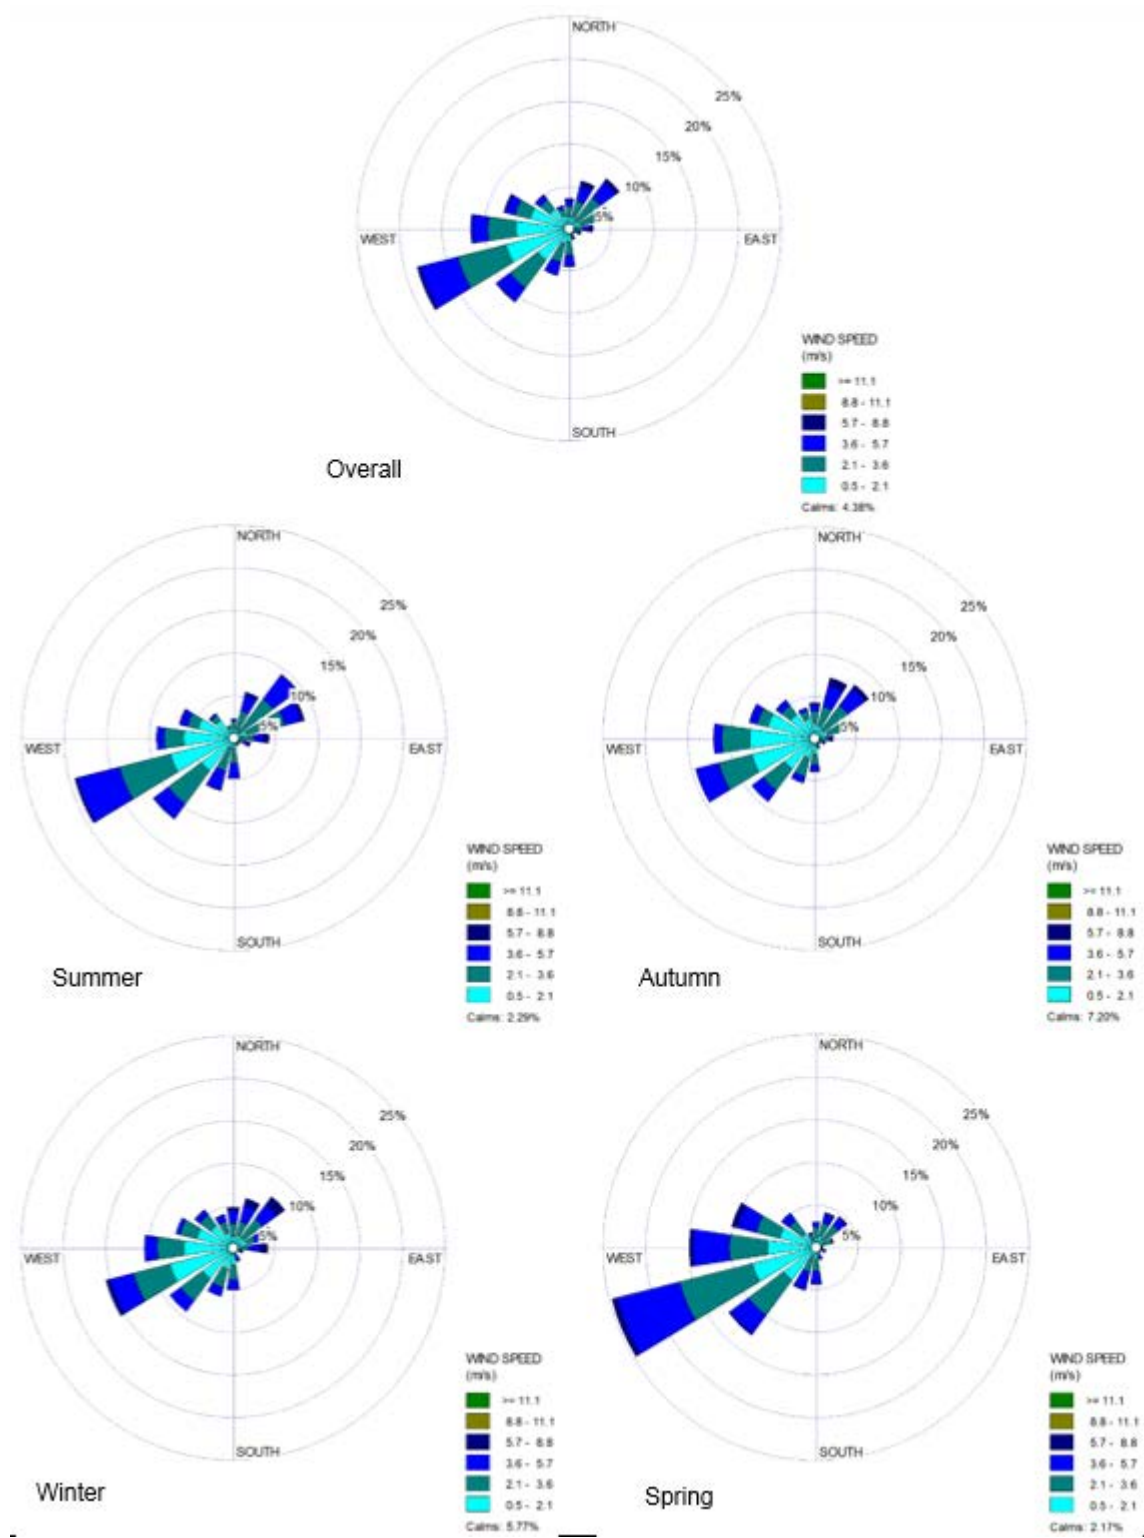 NORTH
25%
20%
15%
10%
5%
WEST
EAST
SOUTH
WIND SPEED
(m/s)
>= 11.1
8.8 - 11.1
5.7 - 8.8
3.6 - 5.7
2.1 - 3.6
0.5 - 2.1
Calms: 4.38%
Overall
NORTH
25%
20%
15%
10%
5%
WEST
EAST
SOUTH
WIND SPEED
(m/s)
>= 11.1
8.8 - 11.1
5.7 - 8.8
3.6 - 5.7
2.1 - 3.6
0.5 - 2.1
Calms: 2.29%
Summer
NORTH
25%
20%
15%
10%
5%
WEST
EAST
SOUTH
WIND SPEED
(m/s)
>= 11.1
8.8 - 11.1
5.7 - 8.8
3.6 - 5.7
2.1 - 3.6
0.5 - 2.1
Calms: 7.20%
Autumn
NORTH
25%
20%
15%
10%
5%
WEST
EAST
SOUTH
WIND SPEED
(m/s)
>= 11.1
8.8 - 11.1
5.7 - 8.8
3.6 - 5.7
2.1 - 3.6
0.5 - 2.1
Calms: 5.77%
Winter
NORTH
25%
20%
15%
10%
5%
WEST
EAST
SOUTH
WIND SPEED
(m/s)
>= 11.1
8.8 - 11.1
5.7 - 8.8
3.6 - 5.7
2.1 - 3.6
0.5 - 2.1
Calms: 2.17%
Spring